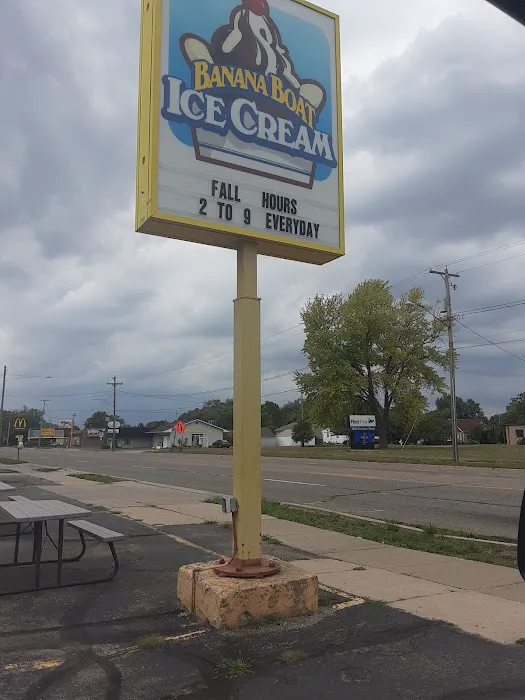 BANANA BOAT
ICE CREAM
FALL HOURS
2 TO 9 EVERYDAY